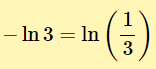 −ln 3 = ln(1/3)